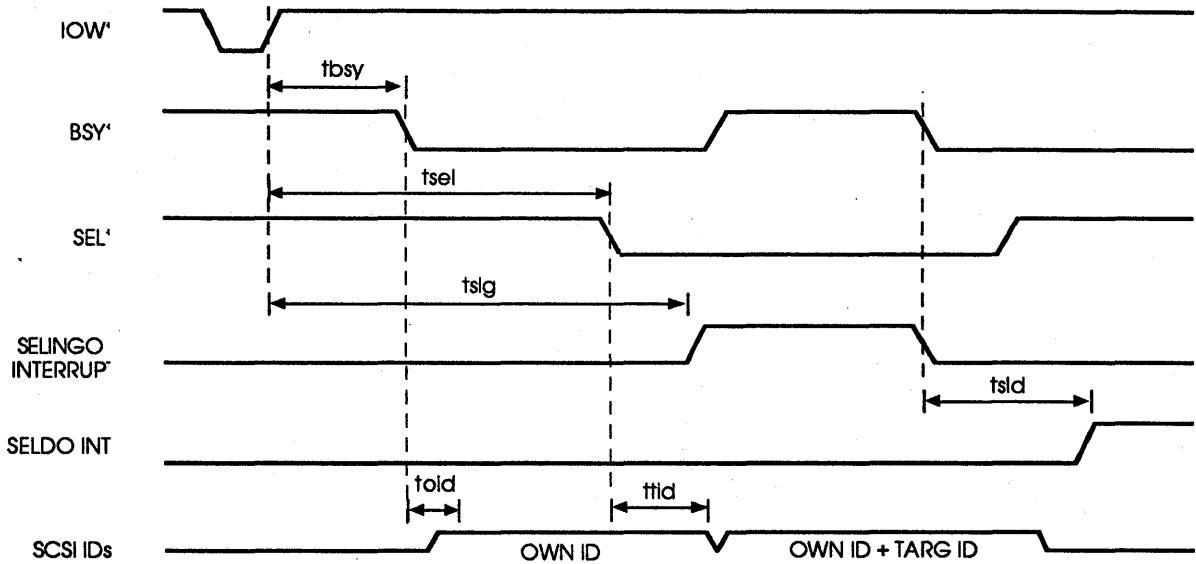 IOW'
tbsy
BSY'
tsel
SEL'
tslg
SELINGO
INTERRUP
tsld
SELDO INT
told
ttid
SCSI IDs
OWN ID
OWN ID + TARG ID